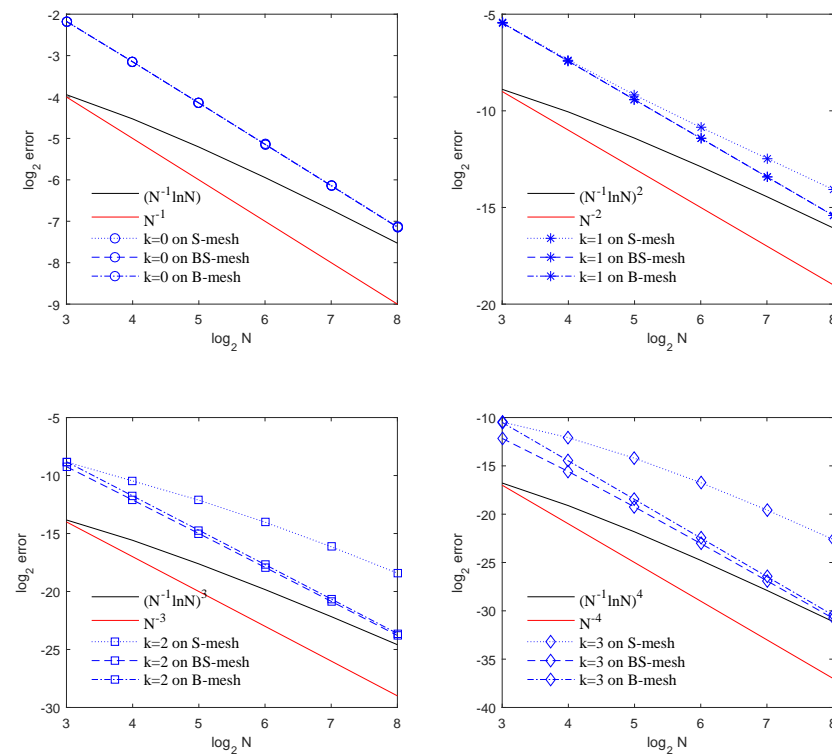 -2
-3
-4
-5
-6
-7
-8
-9
log₂ error
(N⁻¹lnN)
N⁻¹
k=0 on S-mesh
k=0 on BS-mesh
k=0 on B-mesh
3 4 5 6 7 8
log₂ N
-5
-10
-15
-20
log₂ error
(N⁻¹lnN)²
N⁻²
k=1 on S-mesh
k=1 on BS-mesh
k=1 on B-mesh
3 4 5 6 7 8
log₂ N
-5
-10
-15
-20
-25
-30
log₂ error
(N⁻¹lnN)³
N⁻³
k=2 on S-mesh
k=2 on BS-mesh
k=2 on B-mesh
3 4 5 6 7 8
log₂ N
-10
-15
-20
-25
-30
-35
-40
log₂ error
(N⁻¹lnN)⁴
N⁻⁴
k=3 on S-mesh
k=3 on BS-mesh
k=3 on B-mesh
3 4 5 6 7 8
log₂ N